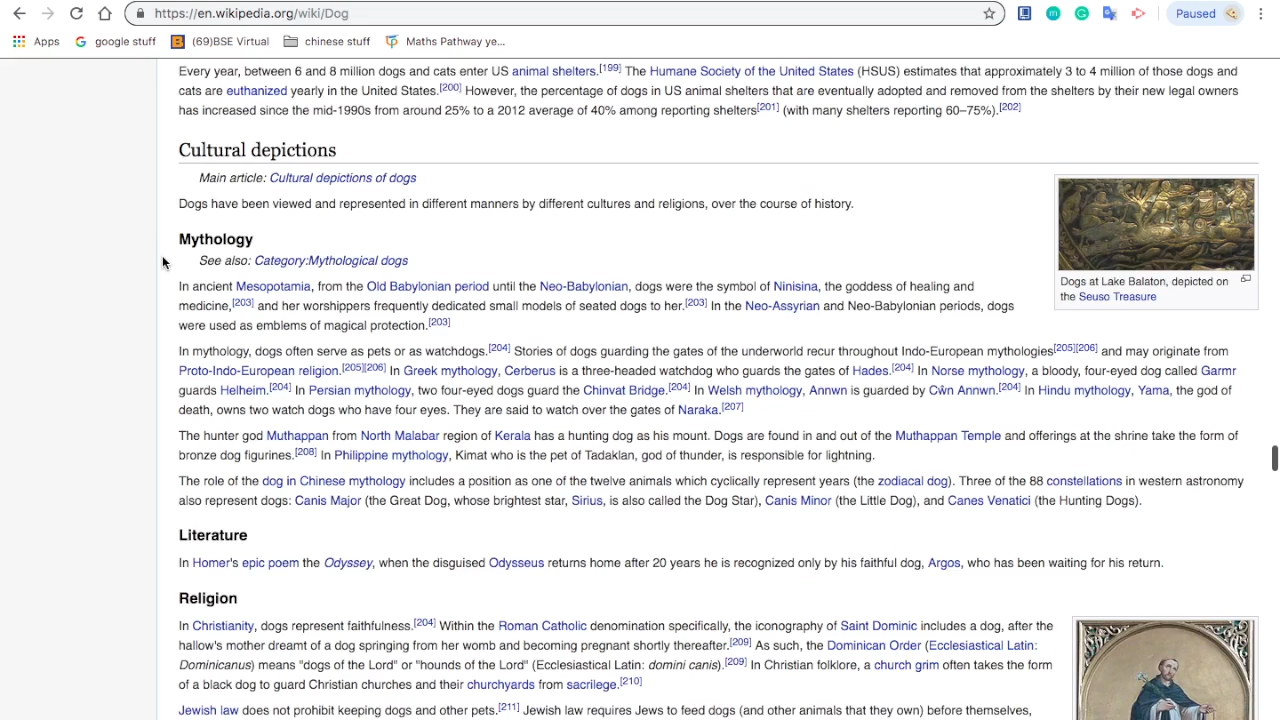 https://en.wikipedia.org/wiki/Dog
Paused
Apps
google stuff
(69)BSE Virtual
chinese stuff
Maths Pathway ye...
Every year, between 6 and 8 million dogs and cats enter US animal shelters.[199] The Humane Society of the United States (HSUS) estimates that approximately 3 to 4 million of those dogs and
cats are euthanized yearly in the United States.[200] However, the percentage of dogs in US animal shelters that are eventually adopted and removed from the shelters by their new legal owners
has increased since the mid-1990s from around 25% to a 2012 average of 40% among reporting shelters[201] (with many shelters reporting 60–75%).[202]
Cultural depictions
Main article: Cultural depictions of dogs
Dogs have been viewed and represented in different manners by different cultures and religions, over the course of history.
Dogs at Lake Balaton, depicted on
the Seuso Treasure
Mythology
See also: Category:Mythological dogs
In ancient Mesopotamia, from the Old Babylonian period until the Neo-Babylonian, dogs were the symbol of Ninisina, the goddess of healing and
medicine,[203] and her worshippers frequently dedicated small models of seated dogs to her.[203] In the Neo-Assyrian and Neo-Babylonian periods, dogs
were used as emblems of magical protection.[203]
In mythology, dogs often serve as pets or as watchdogs.[204] Stories of dogs guarding the gates of the underworld recur throughout Indo-European mythologies[205][206] and may originate from
Proto-Indo-European religion.[205][206] In Greek mythology, Cerberus is a three-headed watchdog who guards the gates of Hades.[204] In Norse mythology, a bloody, four-eyed dog called Garmr
guards Helheim.[204] In Persian mythology, two four-eyed dogs guard the Chinvat Bridge.[204] In Welsh mythology, Annwn is guarded by Cŵn Annwn.[204] In Hindu mythology, Yama, the god of
death, owns two watch dogs who have four eyes. They are said to watch over the gates of Naraka.[207]
The hunter god Muthappan from North Malabar region of Kerala has a hunting dog as his mount. Dogs are found in and out of the Muthappan Temple and offerings at the shrine take the form of
bronze dog figurines.[208] In Philippine mythology, Kimat who is the pet of Tadaklan, god of thunder, is responsible for lightning.
The role of the dog in Chinese mythology includes a position as one of the twelve animals which cyclically represent years (the zodiacal dog). Three of the 88 constellations in western astronomy
also represent dogs: Canis Major (the Great Dog, whose brightest star, Sirius, is also called the Dog Star), Canis Minor (the Little Dog), and Canes Venatici (the Hunting Dogs).
Literature
In Homer's epic poem the Odyssey, when the disguised Odysseus returns home after 20 years he is recognized only by his faithful dog, Argos, who has been waiting for his return.
Religion
In Christianity, dogs represent faithfulness.[204] Within the Roman Catholic denomination specifically, the iconography of Saint Dominic includes a dog, after the
hallow's mother dreamt of a dog springing from her womb and becoming pregnant shortly thereafter.[209] As such, the Dominican Order (Ecclesiastical Latin:
Dominicanus) means "dogs of the Lord" or "hounds of the Lord" (Ecclesiastical Latin: domini canis).[209] In Christian folklore, a church grim often takes the form
of a black dog to guard Christian churches and their churchyards from sacrilege.[210]
Jewish law does not prohibit keeping dogs and other pets.[211] Jewish law requires Jews to feed dogs (and other animals that they own) before themselves,